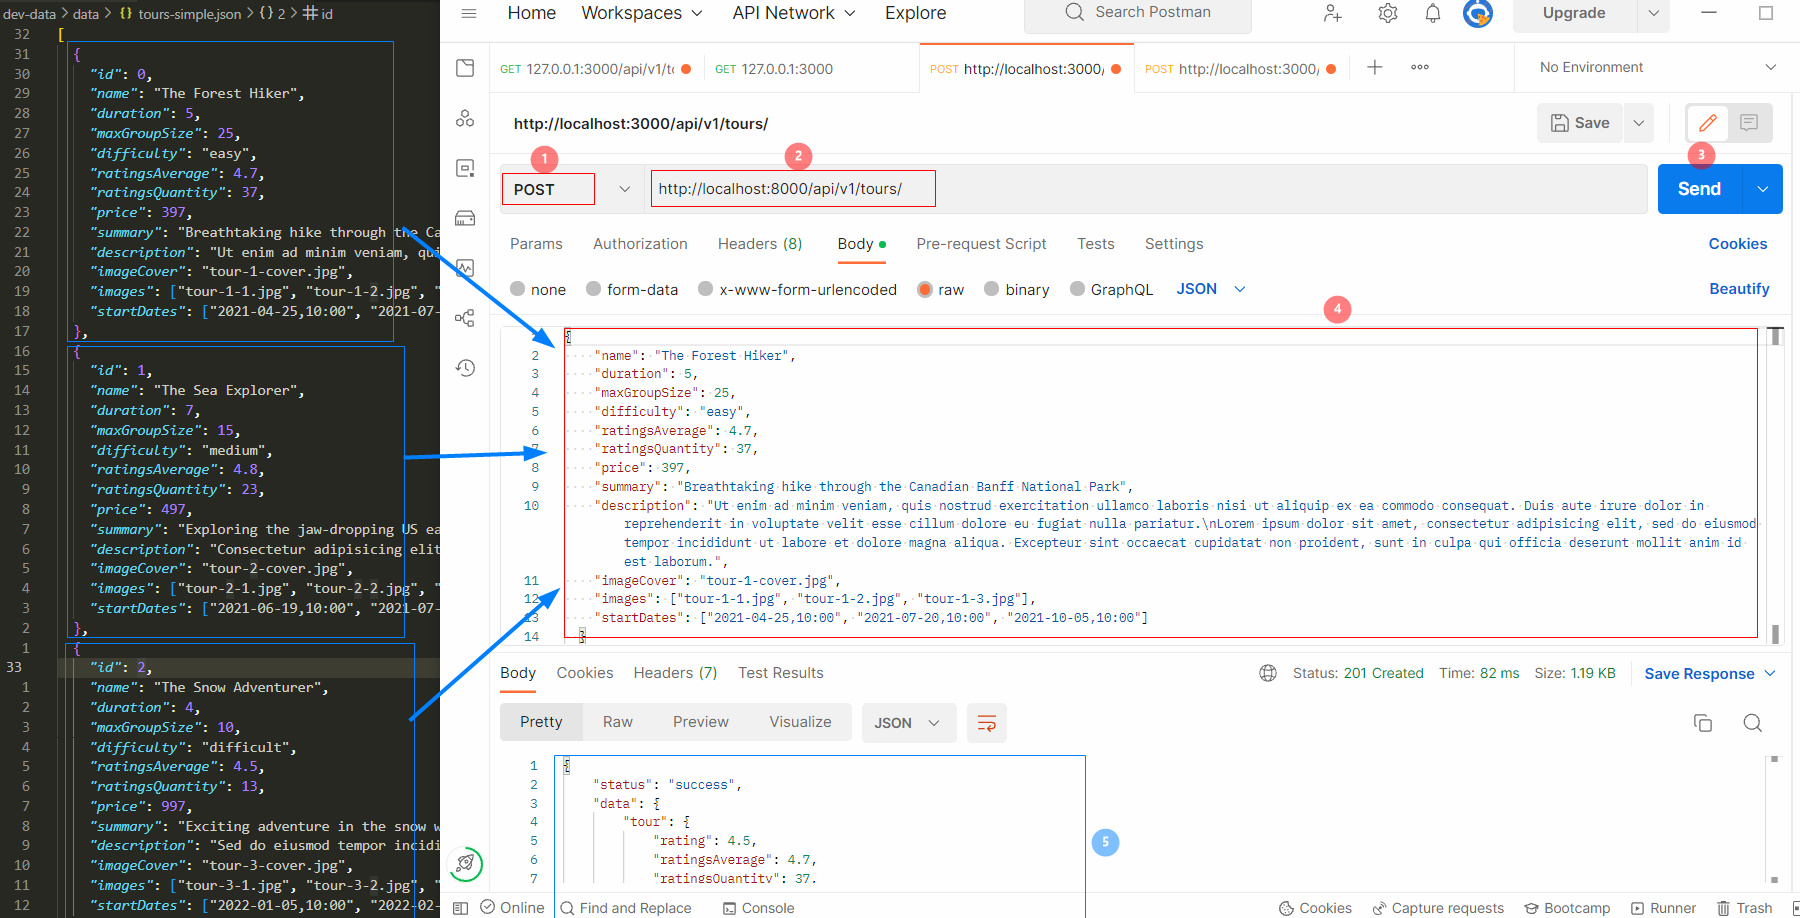 dev-data > data > {} tours-simple.json > {} 2 > # id
32 [
31 {
30 "id": 0,
29 "name": "The Forest Hiker",
28 "duration": 5,
27 "maxGroupSize": 25,
26 "difficulty": "easy",
25 "ratingsAverage": 4.7,
24 "ratingsQuantity": 37,
23 "price": 397,
22 "summary": "Breathtaking hike through the Ca
21 "description": "Ut enim ad minim veniam, qui
20 "imageCover": "tour-1-cover.jpg",
19 "images": ["tour-1-1.jpg", "tour-1-2.jpg", "
18 "startDates": ["2021-04-25,10:00", "2021-07-
17 },
16 {
15 "id": 1,
14 "name": "The Sea Explorer",
13 "duration": 7,
12 "maxGroupSize": 15,
11 "difficulty": "medium",
10 "ratingsAverage": 4.8,
9 "ratingsQuantity": 23,
8 "price": 497,
7 "summary": "Exploring the jaw-dropping US ea
6 "description": "Consectetur adipisicing elit
5 "imageCover": "tour-2-cover.jpg",
4 "images": ["tour-2-1.jpg", "tour-2-2.jpg", "
3 "startDates": ["2021-06-19,10:00", "2021-07-
2 },
1 {
33 "id": 2,
1 "name": "The Snow Adventurer",
2 "duration": 4,
3 "maxGroupSize": 10,
4 "difficulty": "difficult",
5 "ratingsAverage": 4.5,
6 "ratingsQuantity": 13,
7 "price": 997,
8 "summary": "Exciting adventure in the snow w
9 "description": "Sed do eiusmod tempor incidi
10 "imageCover": "tour-3-cover.jpg",
11 "images": ["tour-3-1.jpg", "tour-3-2.jpg", "
12 "startDates": ["2022-01-05,10:00", "2022-02-
Home Workspaces API Network Explore Search Postman Upgrade
GET 127.0.0.1:3000/api/v1/t GET 127.0.0.1:3000 POST http://localhost:3000/ POST http://localhost:3000/ + ooo No Environment
http://localhost:3000/api/v1/tours/ Save
1 2 3
POST http://localhost:8000/api/v1/tours/ Send
Params Authorization Headers (8) Body Pre-request Script Tests Settings Cookies
none form-data x-www-form-urlencoded raw binary GraphQL JSON Beautify
4
{
2 "name": "The Forest Hiker",
3 "duration": 5,
4 "maxGroupSize": 25,
5 "difficulty": "easy",
6 "ratingsAverage": 4.7,
7 "ratingsQuantity": 37,
8 "price": 397,
9 "summary": "Breathtaking hike through the Canadian Banff National Park",
10 "description": "Ut enim ad minim veniam, quis nostrud exercitation ullamco laboris nisi ut aliquip ex ea commodo consequat. Duis aute irure dolor in
reprehenderit in voluptate velit esse cillum dolore eu fugiat nulla pariatur.\nLorem ipsum dolor sit amet, consectetur adipisicing elit, sed do eiusmod
tempor incididunt ut labore et dolore magna aliqua. Excepteur sint occaecat cupidatat non proident, sunt in culpa qui officia deserunt mollit anim id
est laborum.",
11 "imageCover": "tour-1-cover.jpg",
12 "images": ["tour-1-1.jpg", "tour-1-2.jpg", "tour-1-3.jpg"],
13 "startDates": ["2021-04-25,10:00", "2021-07-20,10:00", "2021-10-05,10:00"]
14 }
Body Cookies Headers (7) Test Results Status: 201 Created Time: 82 ms Size: 1.19 KB Save Response
Pretty Raw Preview Visualize JSON
1 {
2 "status": "success",
3 "data": {
4 "tour": {
5 "rating": 4.5,
5
6 "ratingsAverage": 4.7,
7 "ratingsQuantity": 37,
Online Find and Replace Console Cookies Capture requests Bootcamp Runner Trash